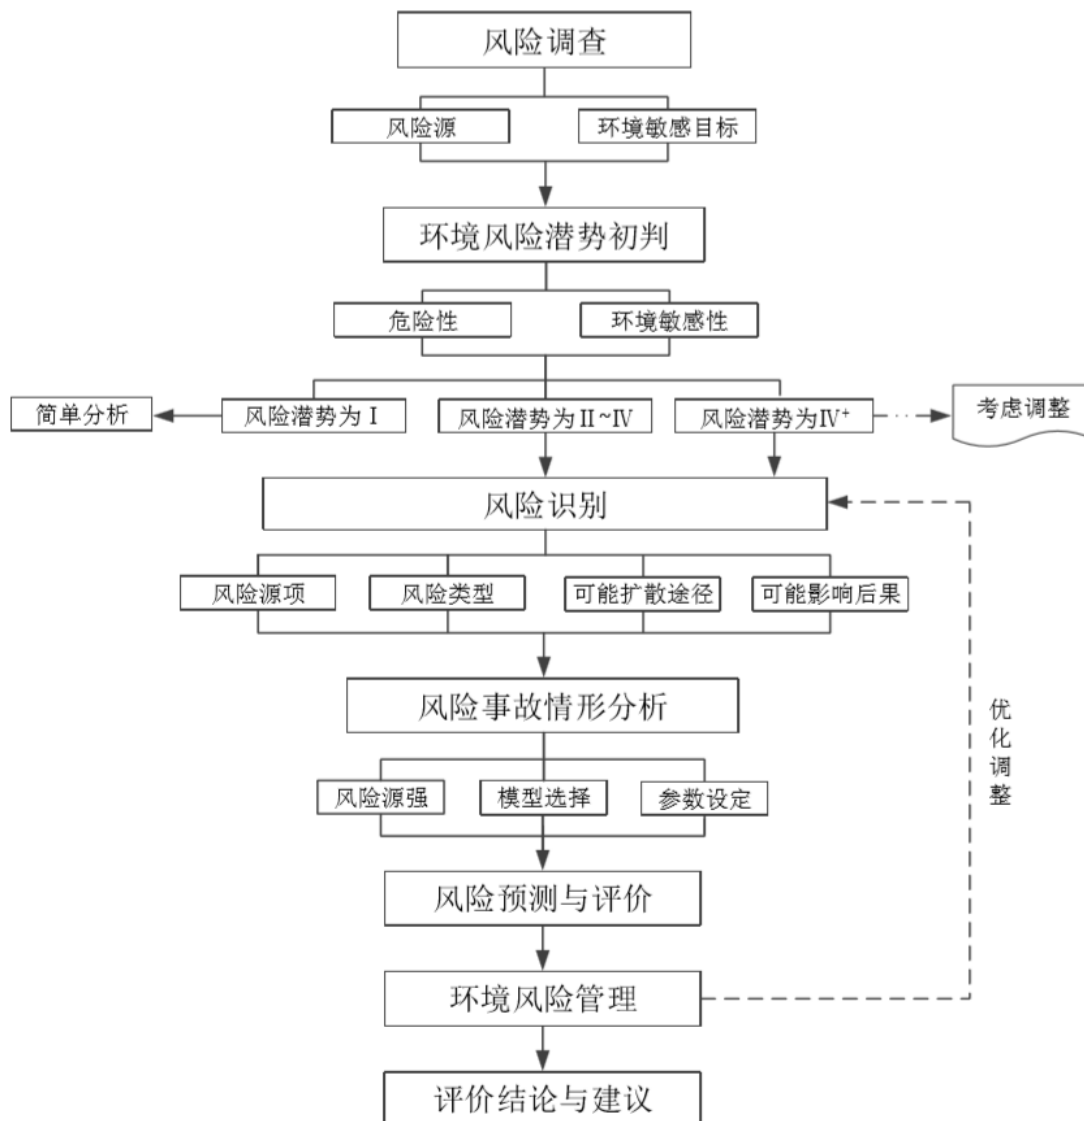 风险调查
风险源
环境敏感目标
环境风险潜势初判
危险性
环境敏感性
简单分析
风险潜势为Ⅰ
风险潜势为Ⅱ~Ⅳ
风险潜势为Ⅳ⁺
考虑调整
风险识别
风险源项
风险类型
可能扩散途径
可能影响后果
风险事故情形分析
优化调整
风险源强
模型选择
参数设定
风险预测与评价
环境风险管理
评价结论与建议